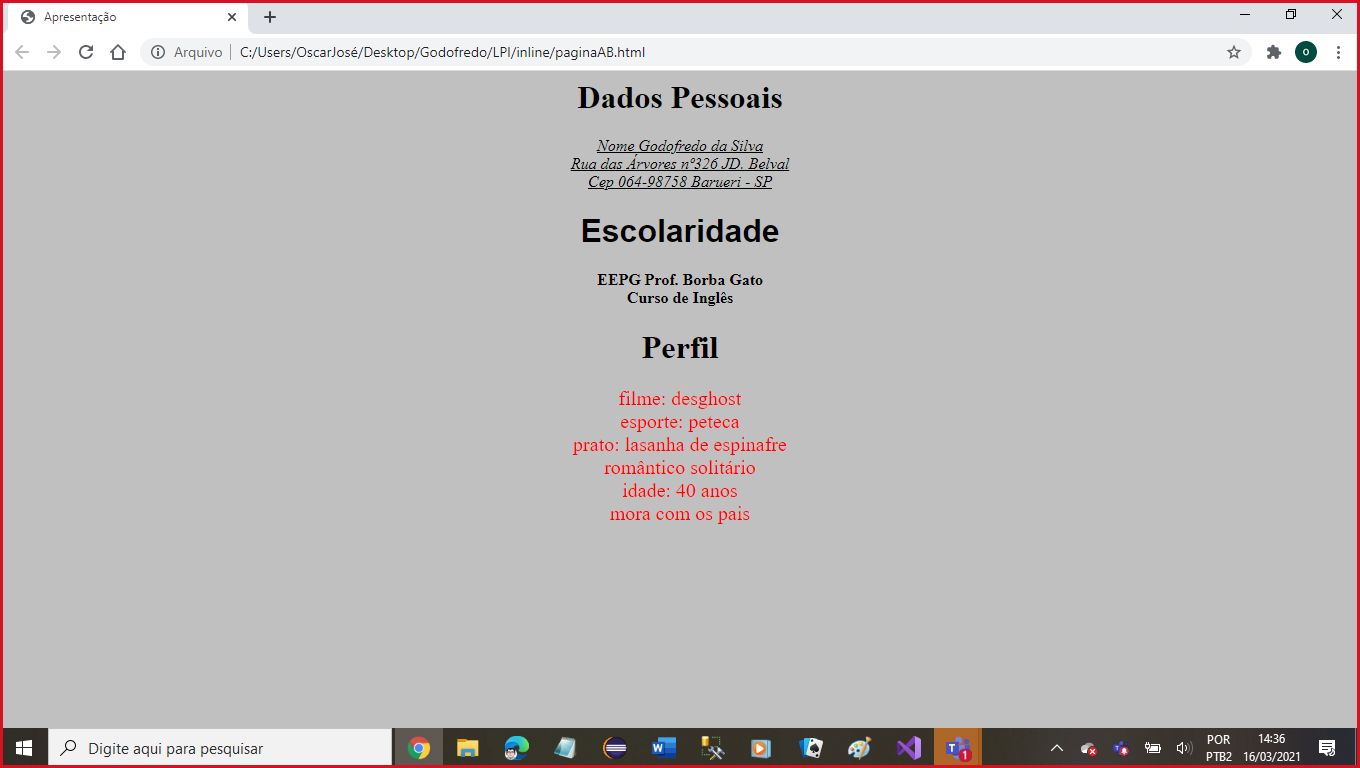 Apresentação
Arquivo
C:/Users/OscarJosé/Desktop/Godofredo/LPI/inline/paginaAB.html
O
Dados Pessoais
Nome Godofredo da Silva
Rua das Árvores nº326 JD. Belval
Cep 064-98758 Barueri - SP
Escolaridade
EEPG Prof. Borba Gato
Curso de Inglês
Perfil
filme: desghost
esporte: peteca
prato: lasanha de espinafre
romântico solitário
idade: 40 anos
mora com os pais
Digite aqui para pesquisar
1
POR
PTB2
14:36
16/03/2021